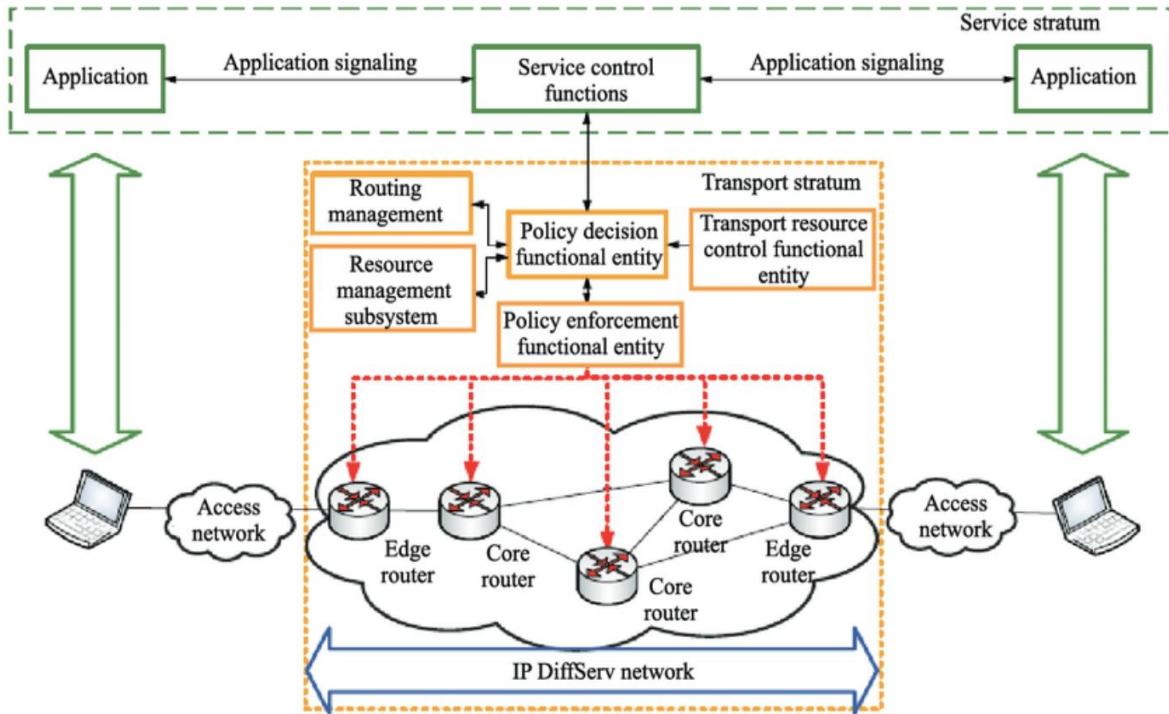 Service stratum
Application
Application signaling
Service control
functions
Application signaling
Application
Transport stratum
Routing
management
Resource
management
subsystem
Policy decision
functional entity
Transport resource
control functional
entity
Policy enforcement
functional entity
Access
network
Edge
router
Core
router
Core
router
Core
router
Edge
router
Access
network
IP DiffServ network